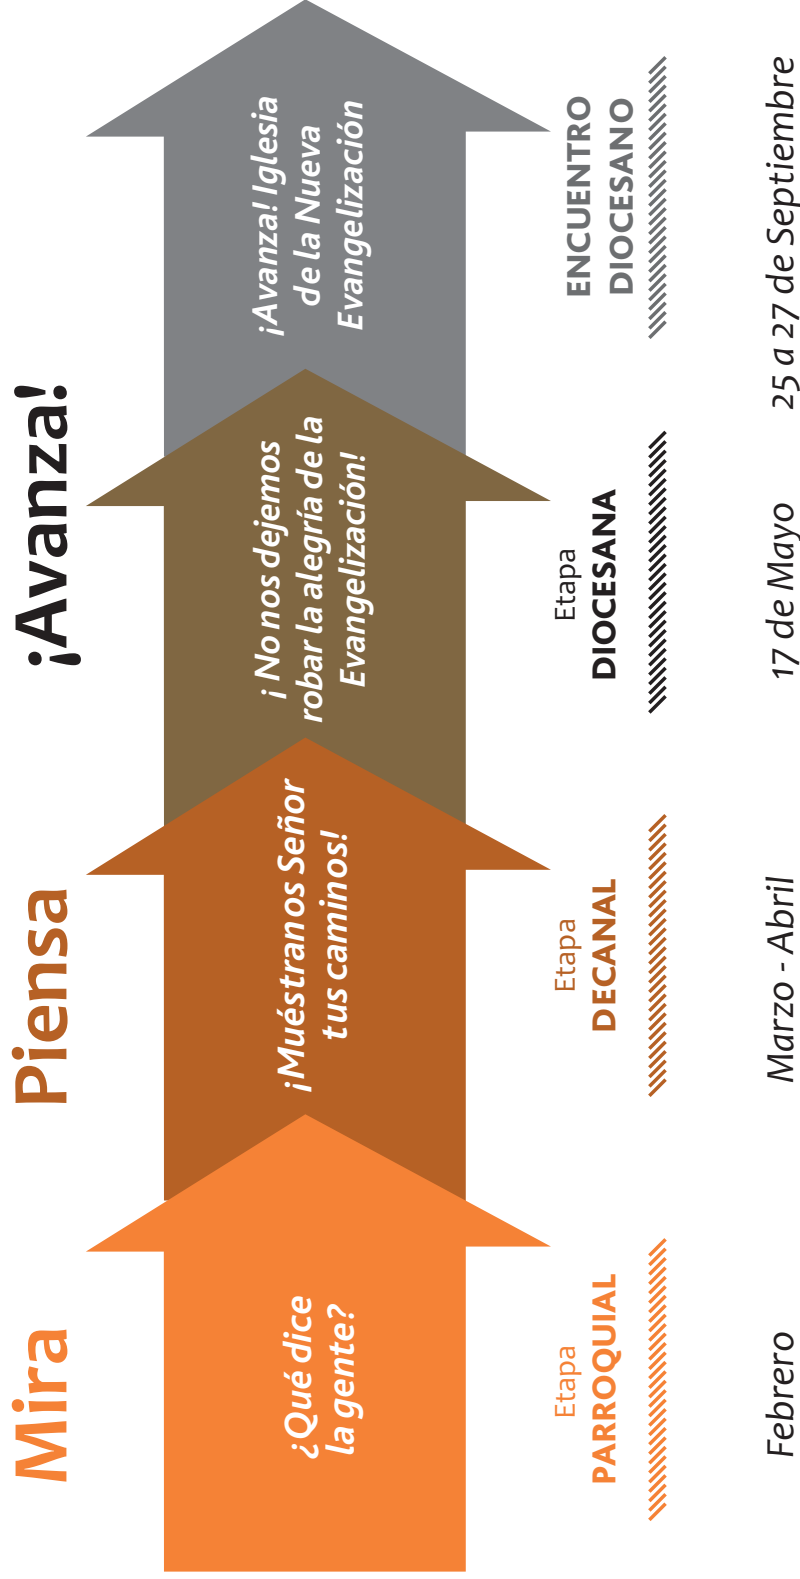 Mira
Piensa
¡Avanza!
¿Qué dice
la gente?
¡Muéstranos Señor
tus caminos!
¡ No nos dejemos
robar la alegría de la
Evangelización!
¡Avanza! Iglesia
de la Nueva
Evangelización
Etapa
PARROQUIAL
Etapa
DECANAL
Etapa
DIOCESANA
ENCUENTRO
DIOCESANO
Febrero
Marzo - Abril
17 de Mayo
25 a 27 de Septiembre